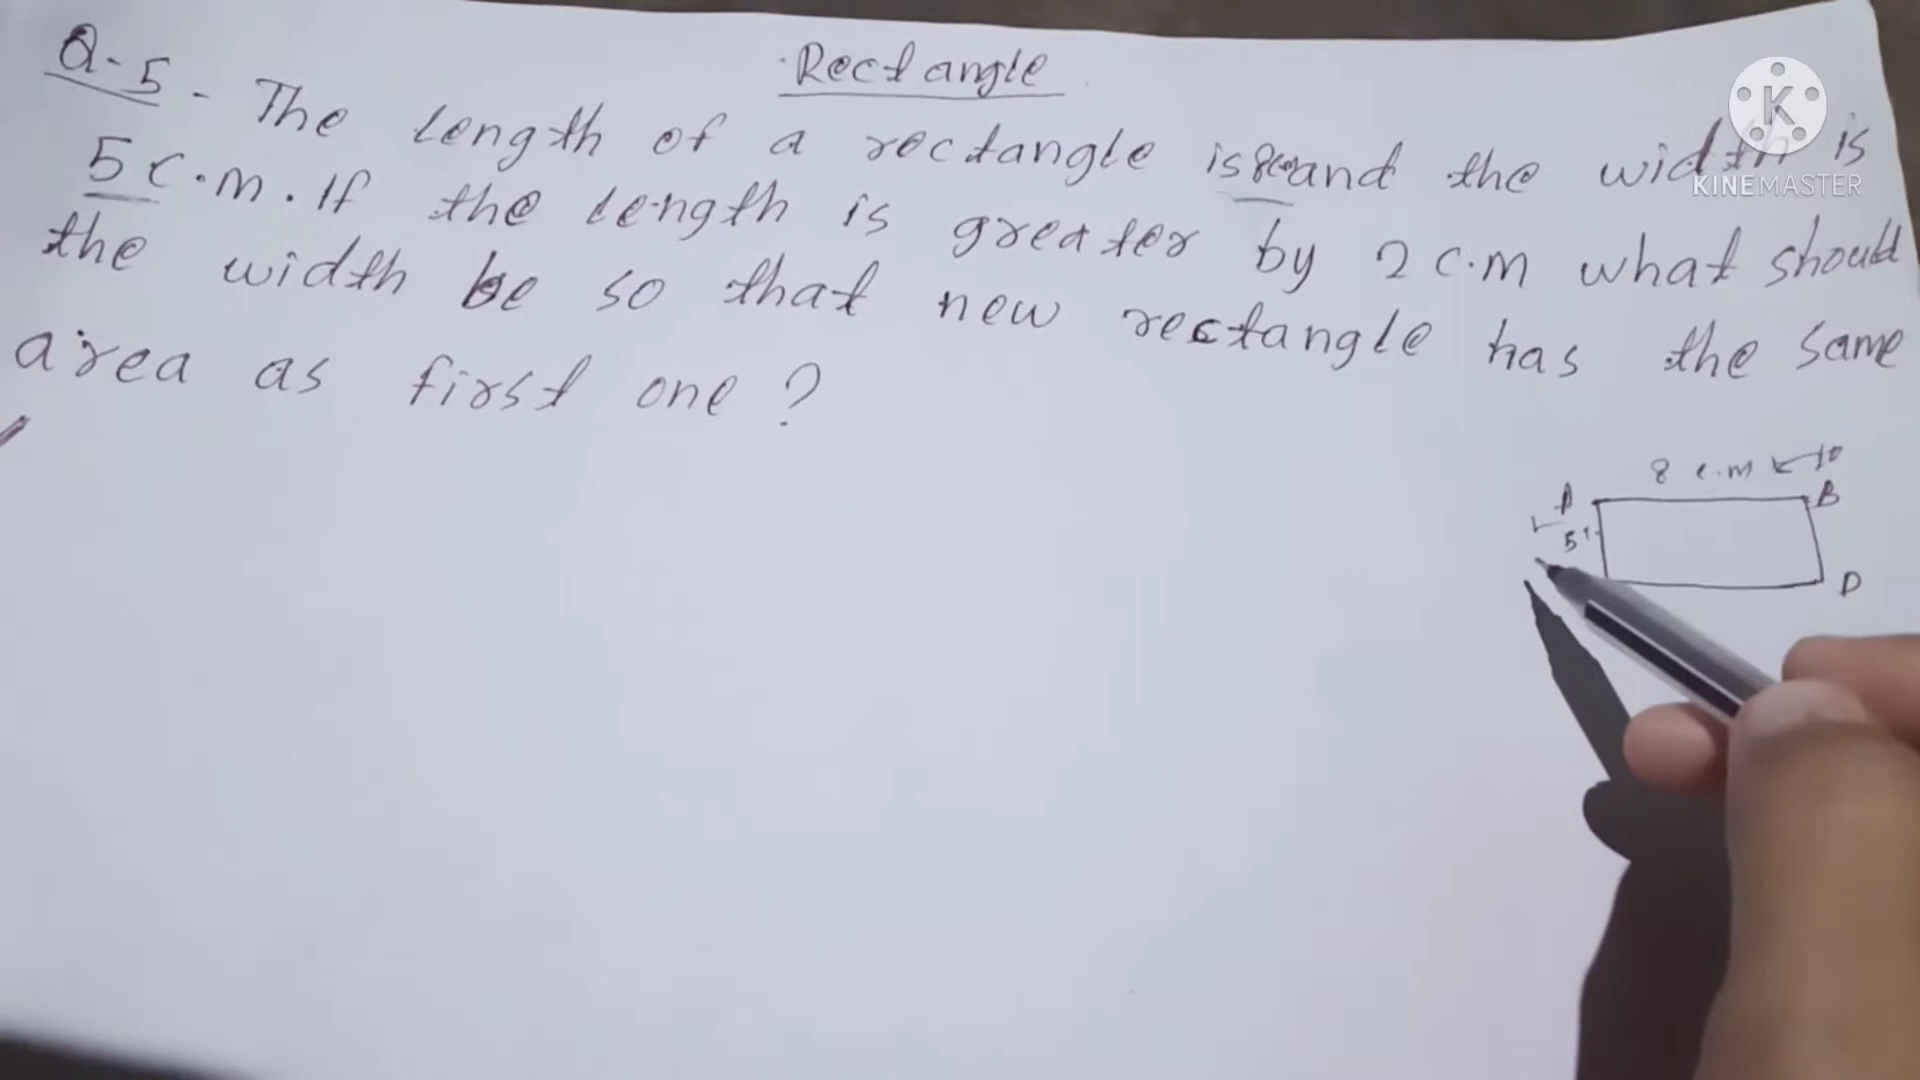 Rectangle
Q-5 - The length of a rectangle is 8cm and the width is
5 c.m. If the length is greater by 2 c.m what should
the width be so that new rectangle has the same
area as first one?
8 c.m 10
A B
5
D
K
KINEMASTER